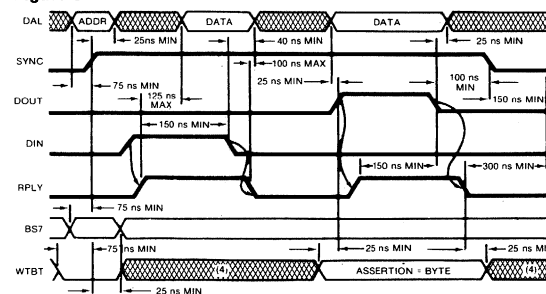 DAL ADDR DATA DATA
25ns MIN 40 ns MIN 25 ns MIN
SYNC
75 ns MIN 100 ns MAX 100 ns MIN
125 ns MAX 25 ns MIN 150 ns MIN
DOUT
150 ns MIN
DIN
150 ns MIN 300 ns MIN
RPLY
75 ns MIN
BS7
75 ns MIN 25 ns MIN 25 ns MIN
WTBT (4) ASSERTION = BYTE (4)
25 ns MIN